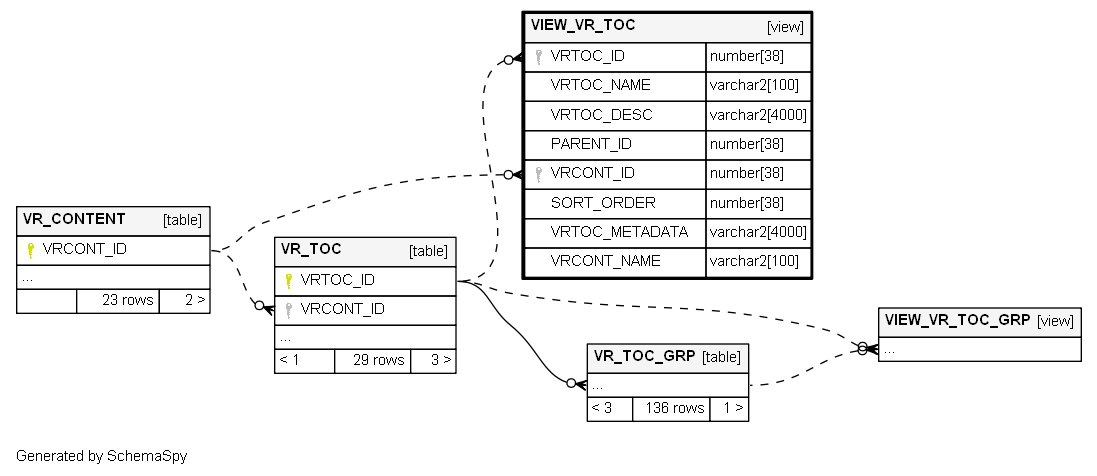 VIEW_VR_TOC [view]
VRTOC_ID number[38]
VRTOC_NAME varchar2[100]
VRTOC_DESC varchar2[4000]
PARENT_ID number[38]
VRCONT_ID number[38]
SORT_ORDER number[38]
VRTOC_METADATA varchar2[4000]
VRCONT_NAME varchar2[100]
VR_CONTENT [table]
VRCONT_ID
...
23 rows 2 >
VR_TOC [table]
VRTOC_ID
VRCONT_ID
...
< 1 29 rows 3 >
VR_TOC_GRP [table]
...
< 3 136 rows 1 >
VIEW_VR_TOC_GRP [view]
...
Generated by SchemaSpy